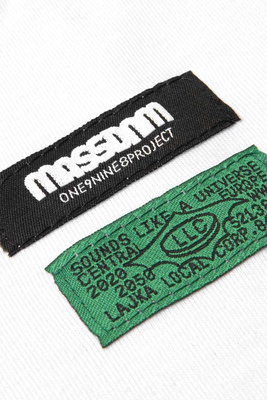 MASSDNM
ONE9NINE8PROJECT
SOUNDS LIKE A UNIVERSE
CENTRAL EUROPE
2020
2050
LLC
LAJKA LOCAL CORP